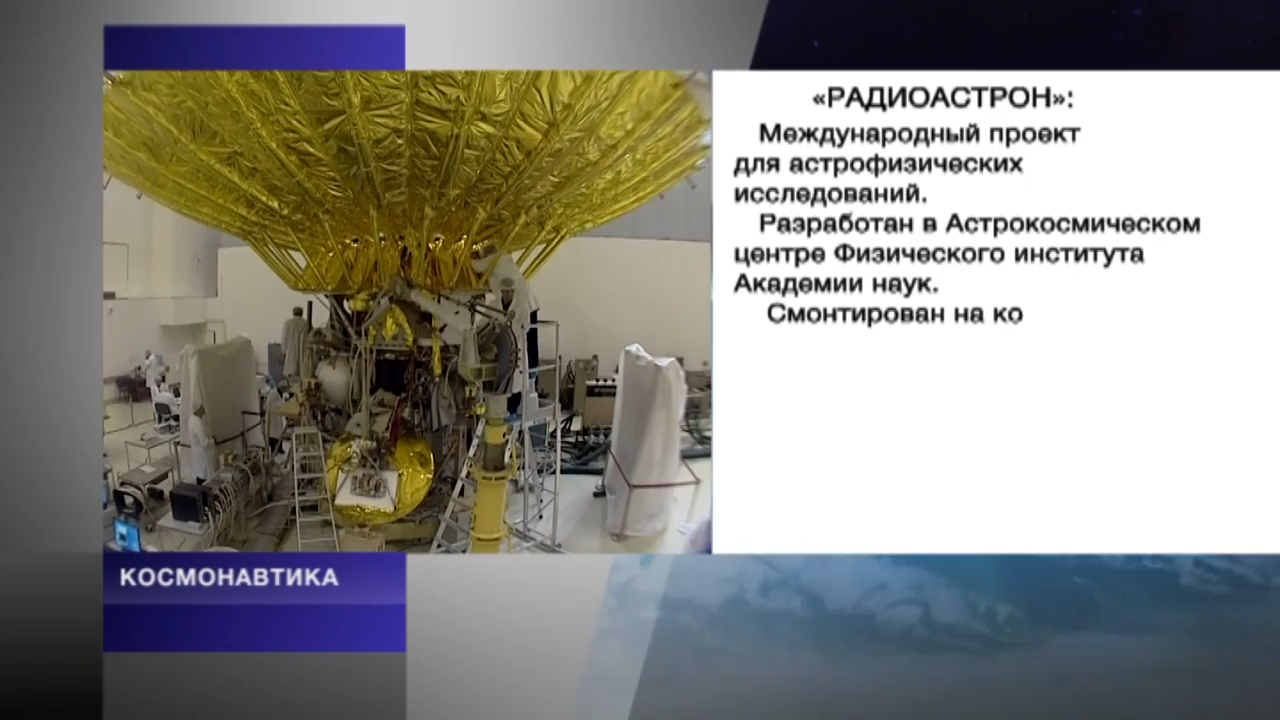 «РАДИОАСТРОН»:
Международный проект
для астрофизических
исследований.
Разработан в Астрокосмическом
центре Физического института
Академии наук.
Смонтирован на ко
КОСМОНАВТИКА